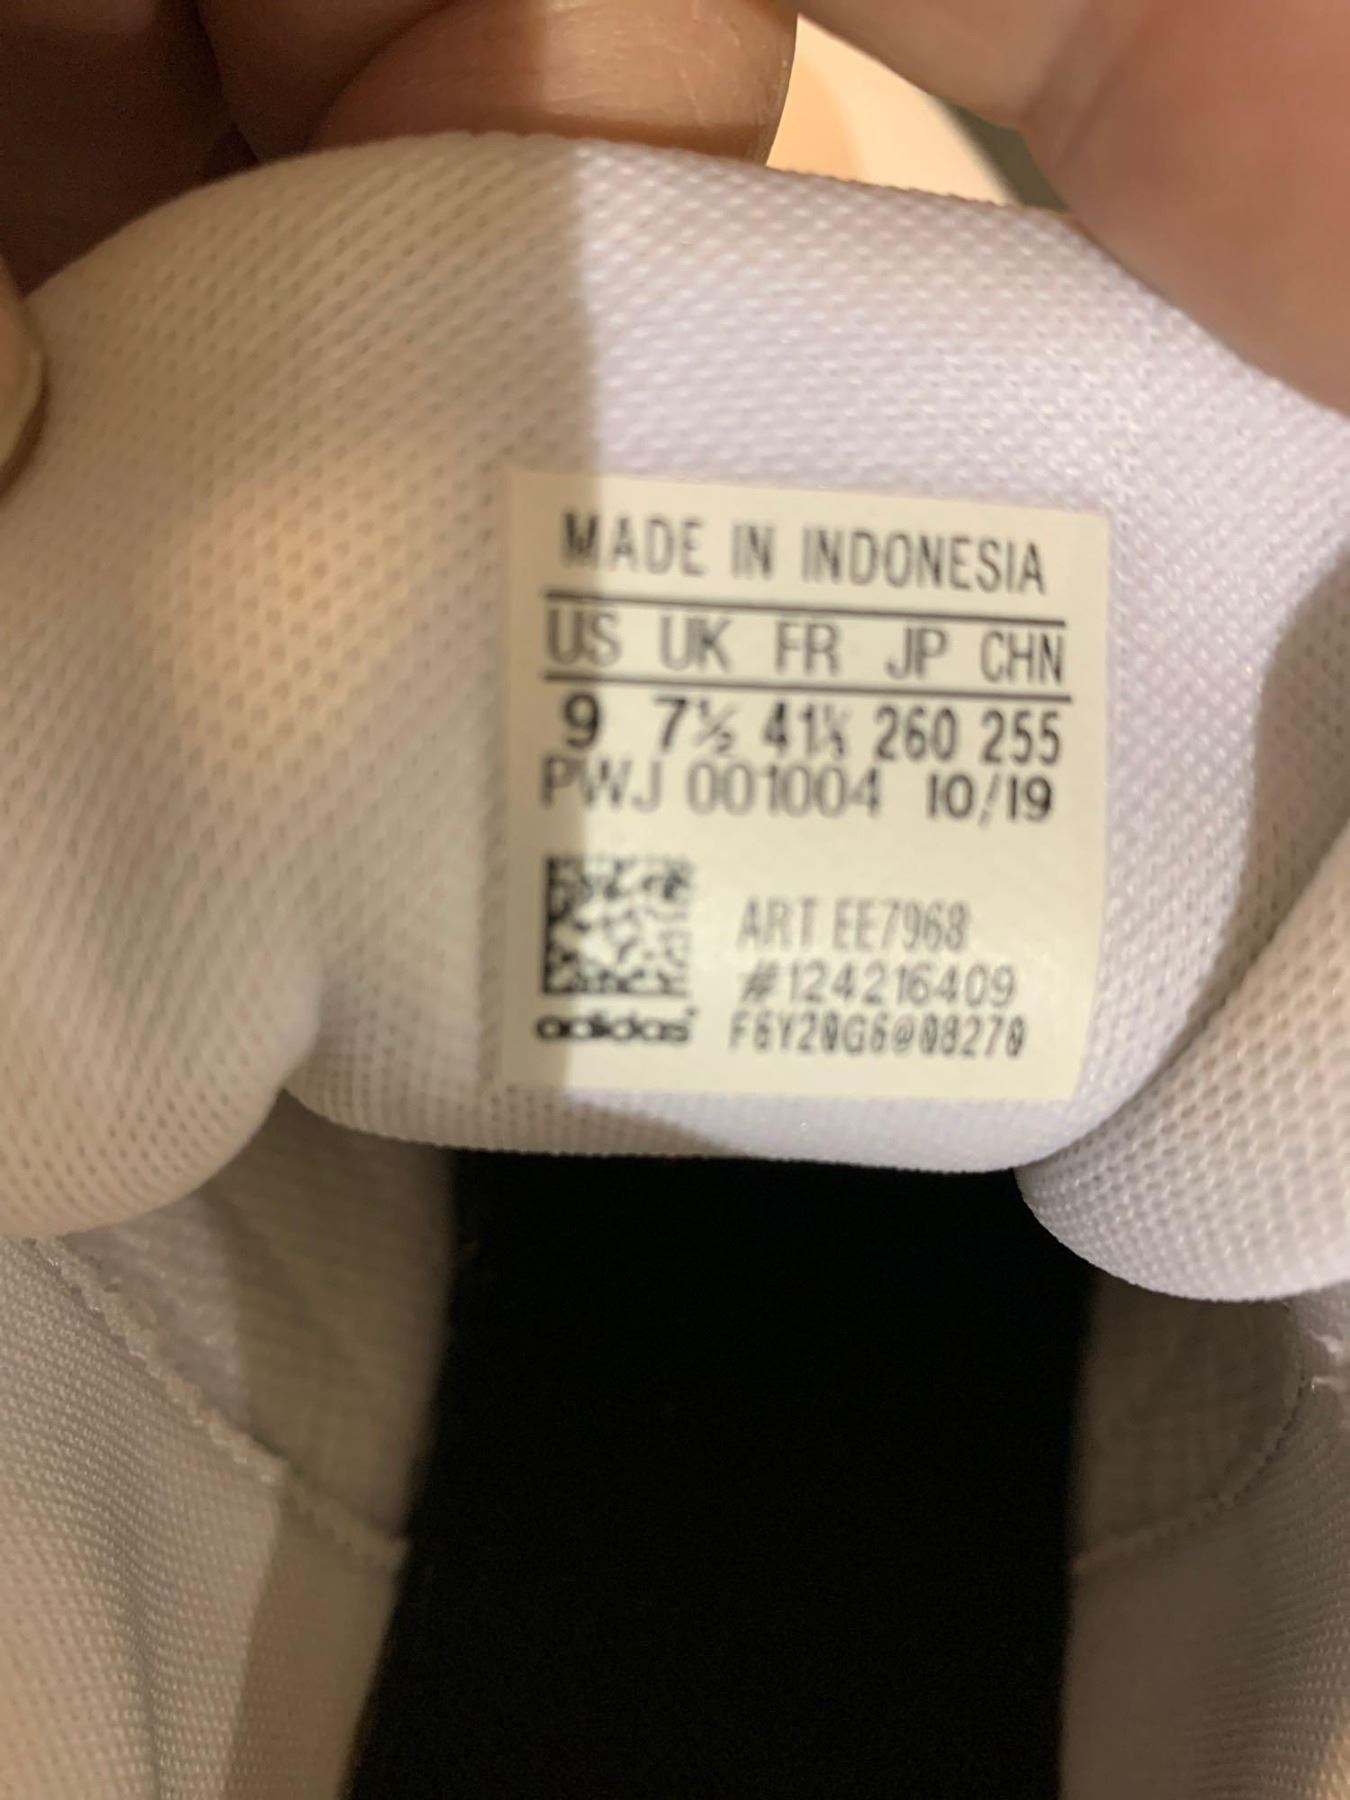 MADE IN INDONESIA
US UK FR JP CHN
9 7½ 41⅓ 260 255
PWJ 001004 10/19
ART EE7968
#124216409
adidas F6Y20G6@08270